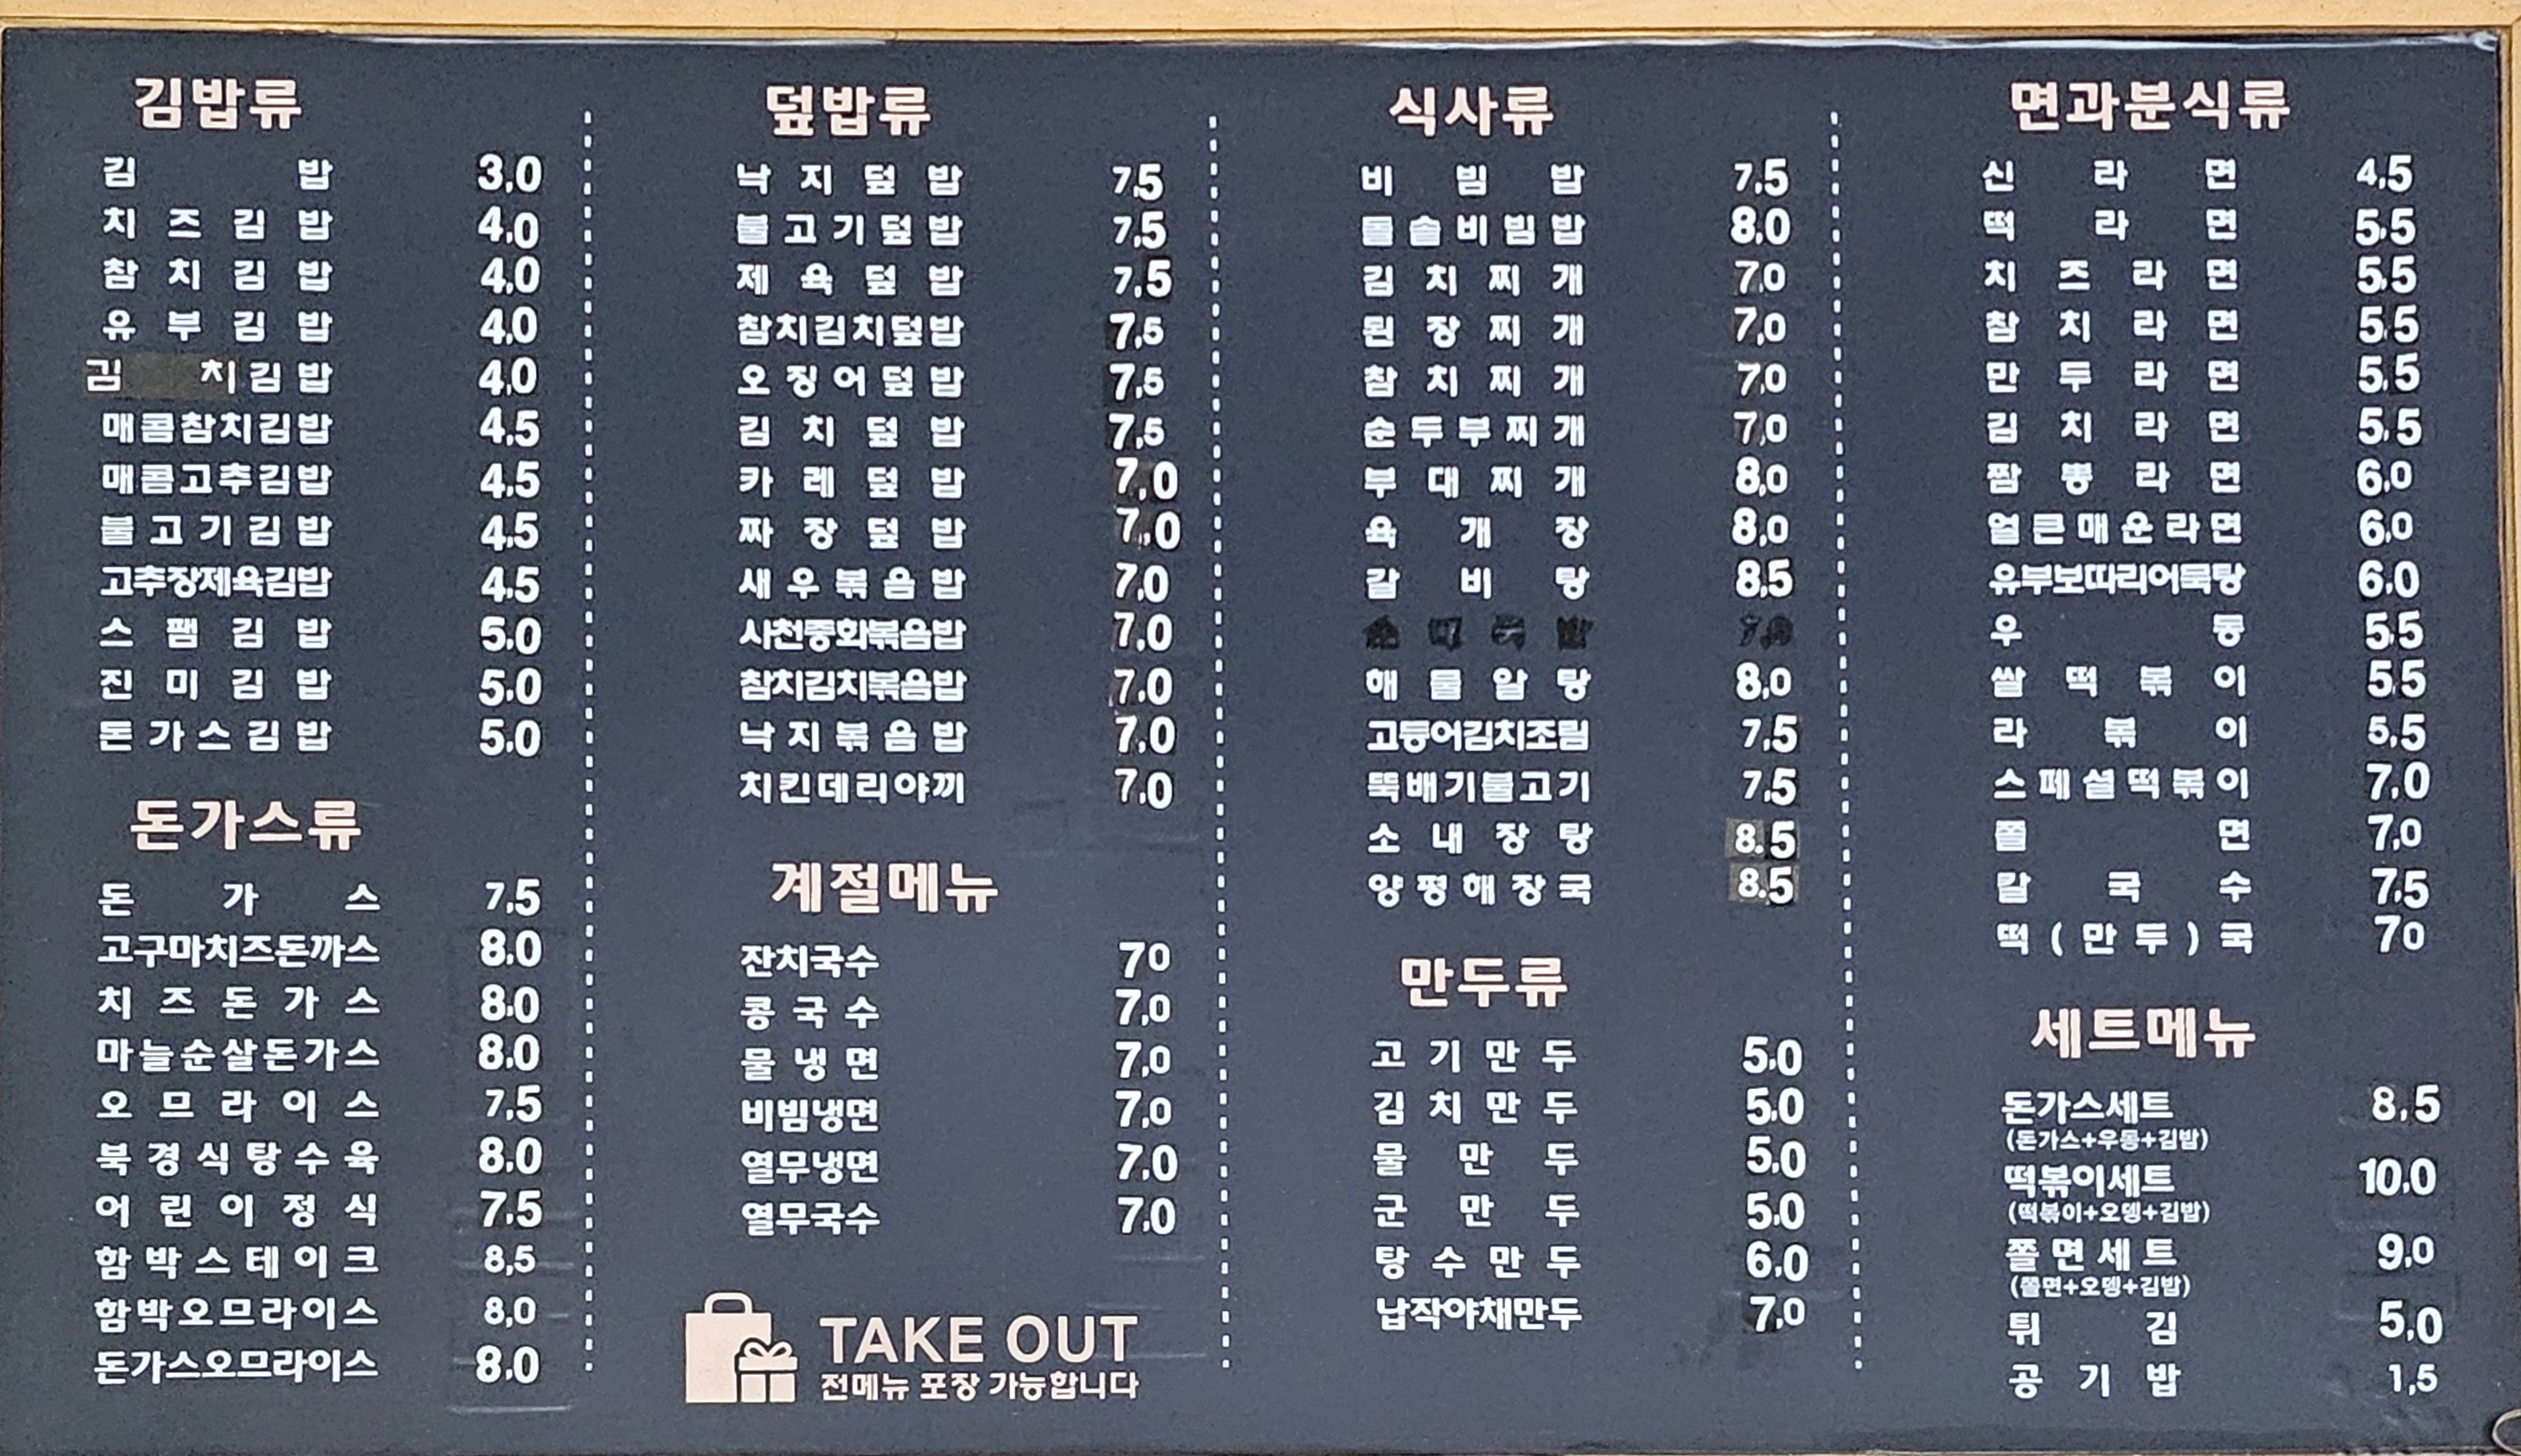 김밥류
김밥 3.0
치즈김밥 4.0
참치김밥 4.0
유부김밥 4.0
김치김밥 4.0
매콤참치김밥 4.5
매콤고추김밥 4.5
불고기김밥 4.5
고추장제육김밥 4.5
스팸김밥 5.0
진미김밥 5.0
돈가스김밥 5.0
돈가스류
돈가스 7.5
고구마치즈돈까스 8.0
치즈돈가스 8.0
마늘순살돈가스 8.0
오므라이스 7.5
북경식탕수육 8.0
어린이정식 7.5
함박스테이크 8,5
함박오므라이스 8,0
돈가스오므라이스 8.0
덮밥류
낙지덮밥 7.5
불고기덮밥 7.5
제육덮밥 7.5
참치김치덮밥 7.5
오징어덮밥 7.5
김치덮밥 7.5
카레덮밥 7.0
짜장덮밥 7.0
새우볶음밥 7.0
사천중화볶음밥 7.0
참치김치볶음밥 7.0
낙지볶음밥 7.0
치킨데리야끼 7.0
계절메뉴
잔치국수 70
콩국수 7.0
물냉면 7.0
비빔냉면 7.0
열무냉면 7.0
열무국수 7.0
TAKE OUT
전메뉴 포장 가능합니다
식사류
비빔밥 7.5
돌솥비빔밥 8.0
김치찌개 7.0
된장찌개 7.0
참치찌개 7.0
순두부찌개 7.0
부대찌개 8.0
육개장 8.0
갈비탕 8.5
해물알탕 8.0
고등어김치조림 7.5
뚝배기불고기 7.5
소내장탕 8.5
양평해장국 8.5
만두류
고기만두 5.0
김치만두 5.0
물만두 5.0
군만두 5.0
탕수만두 6.0
납작야채만두 7.0
면과분식류
신라면 4.5
떡라면 5.5
치즈라면 5.5
참치라면 5.5
만두라면 5.5
김치라면 5.5
짬뽕라면 6.0
얼큰매운라면 6.0
유부보따리어묵탕 6.0
우동 5.5
쌀떡볶이 5.5
라볶이 5.5
스페셜떡볶이 7.0
쫄면 7.0
칼국수 7.5
떡(만두)국 70
세트메뉴
돈가스세트 8,5
(돈가스+우동+김밥)
떡볶이세트 10.0
(떡볶이+오뎅+김밥)
쫄면세트 9.0
(쫄면+오뎅+김밥)
튀김 5.0
공기밥 1,5